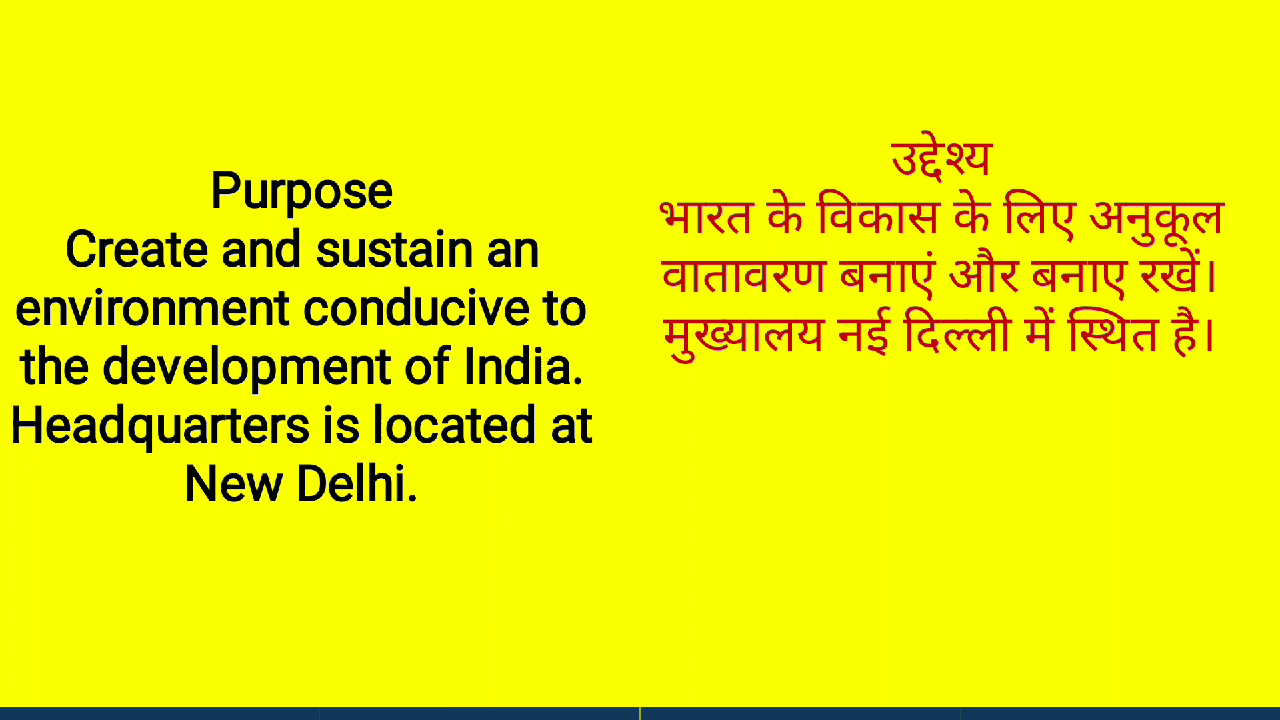 Purpose
Create and sustain an
environment conducive to
the development of India.
Headquarters is located at
New Delhi.
उद्देश्य
भारत के विकास के लिए अनुकूल
वातावरण बनाएं और बनाए रखें।
मुख्यालय नई दिल्ली में स्थित है।